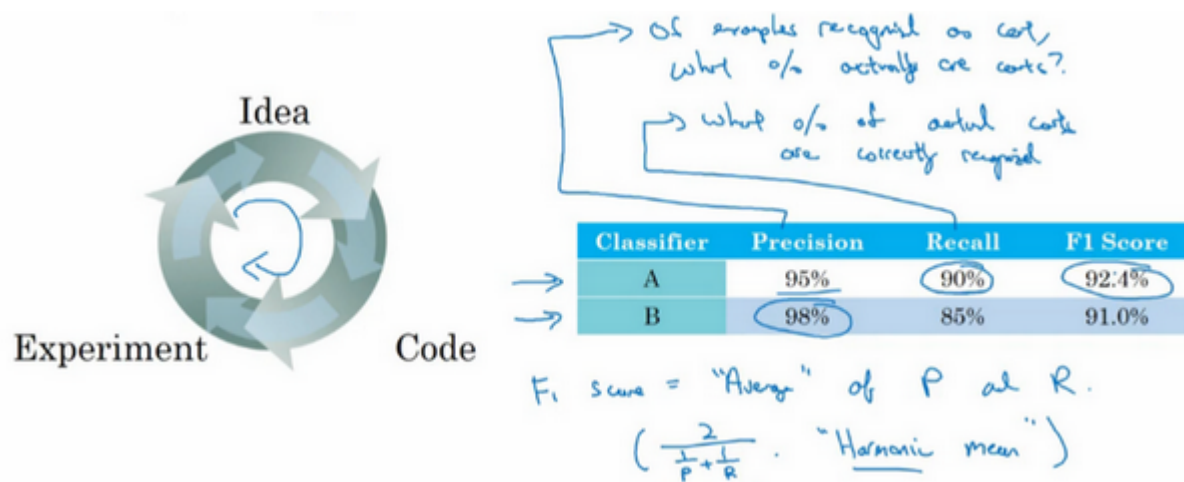 Of examples recognized as cat,
what % actually are cats?
Idea
what % of actual cats
are correctly recognized
Classifier Precision Recall F1 Score
A 95% 90% 92.4%
B 98% 85% 91.0%
Experiment Code
F₁ score = "Average" of P and R.
( 2 / (1/P + 1/R) . "Harmonic mean" )